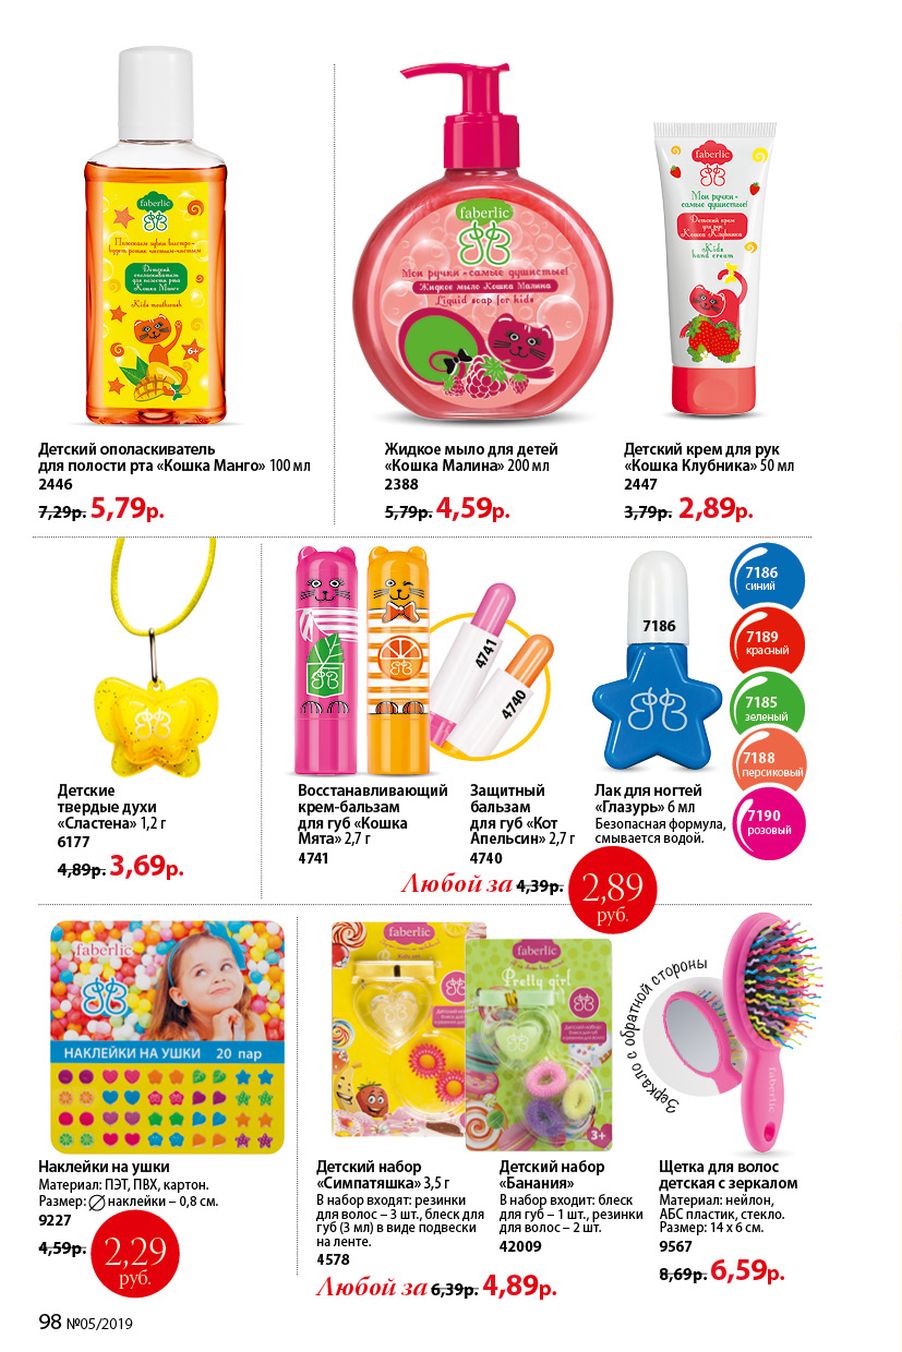 faberlic
Полоскаем зубки быстро –
будет ротик чистым-чистым
Детский
ополаскиватель
для полости рта
Кошка Манго
Kids mouthwash
6+
faberlic
Мои ручки - самые душистые!
Жидкое мыло Кошка Малина
Liquid soap for kids
faberlic
Мои ручки -
самые душистые!
Детский крем
для рук
Кошка Клубника
Kids
hand cream
Детский ополаскиватель
для полости рта «Кошка Манго» 100 мл
2446
7,29р. 5,79р.
Жидкое мыло для детей
«Кошка Малина» 200 мл
2388
5,79р. 4,59р.
Детский крем для рук
«Кошка Клубника» 50 мл
2447
3,79р. 2,89р.
4741
4740
7186
7186
синий
7189
красный
7185
зеленый
7188
персиковый
7190
розовый
Детские
твердые духи
«Сластена» 1,2 г
6177
4,89р. 3,69р.
Восстанавливающий
крем-бальзам
для губ «Кошка
Мята» 2,7 г
4741
Защитный
бальзам
для губ «Кот
Апельсин» 2,7 г
4740
Лак для ногтей
«Глазурь» 6 мл
Безопасная формула,
смывается водой.
Любой за 4,39р. 2,89
руб.
faberlic
НАКЛЕЙКИ НА УШКИ 20 пар
faberlic
faberlic
Pretty girl
3+
Зеркало с обратной стороны
faberlic
Наклейки на ушки
Материал: ПЭТ, ПВХ, картон.
Размер: наклейки – 0,8 см.
9227
4,59р. 2,29
руб.
Детский набор
«Симпатяшка» 3,5 г
В набор входят: резинки
для волос – 3 шт., блеск для
губ (3 мл) в виде подвески
на ленте.
4578
Детский набор
«Банания»
В набор входит: блеск
для губ – 1 шт., резинки
для волос – 2 шт.
42009
Любой за 6,39р. 4,89р.
Щетка для волос
детская с зеркалом
Материал: нейлон,
АБС пластик, стекло.
Размер: 14 x 6 см.
9567
8,69р. 6,59р.
98 №05/2019